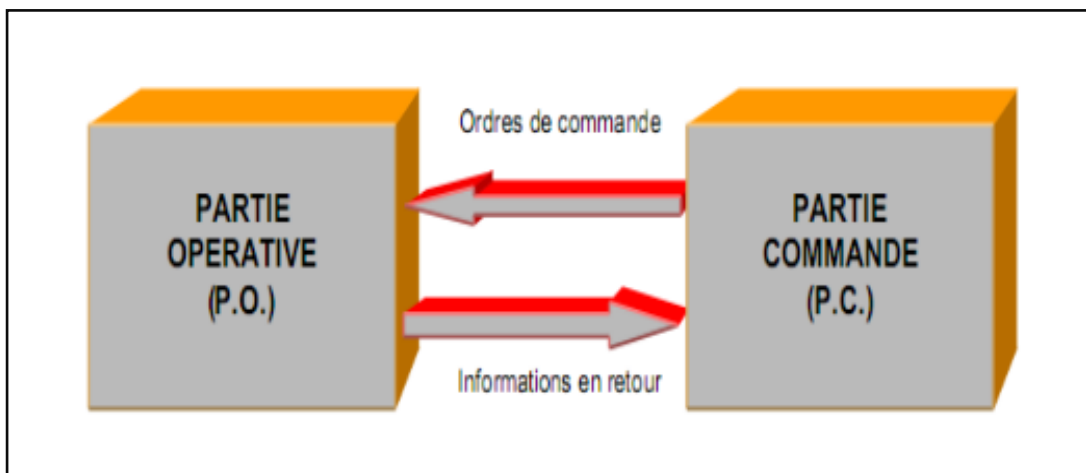 Ordres de commande
PARTIE
OPERATIVE
(P.O.)
PARTIE
COMMANDE
(P.C.)
Informations en retour